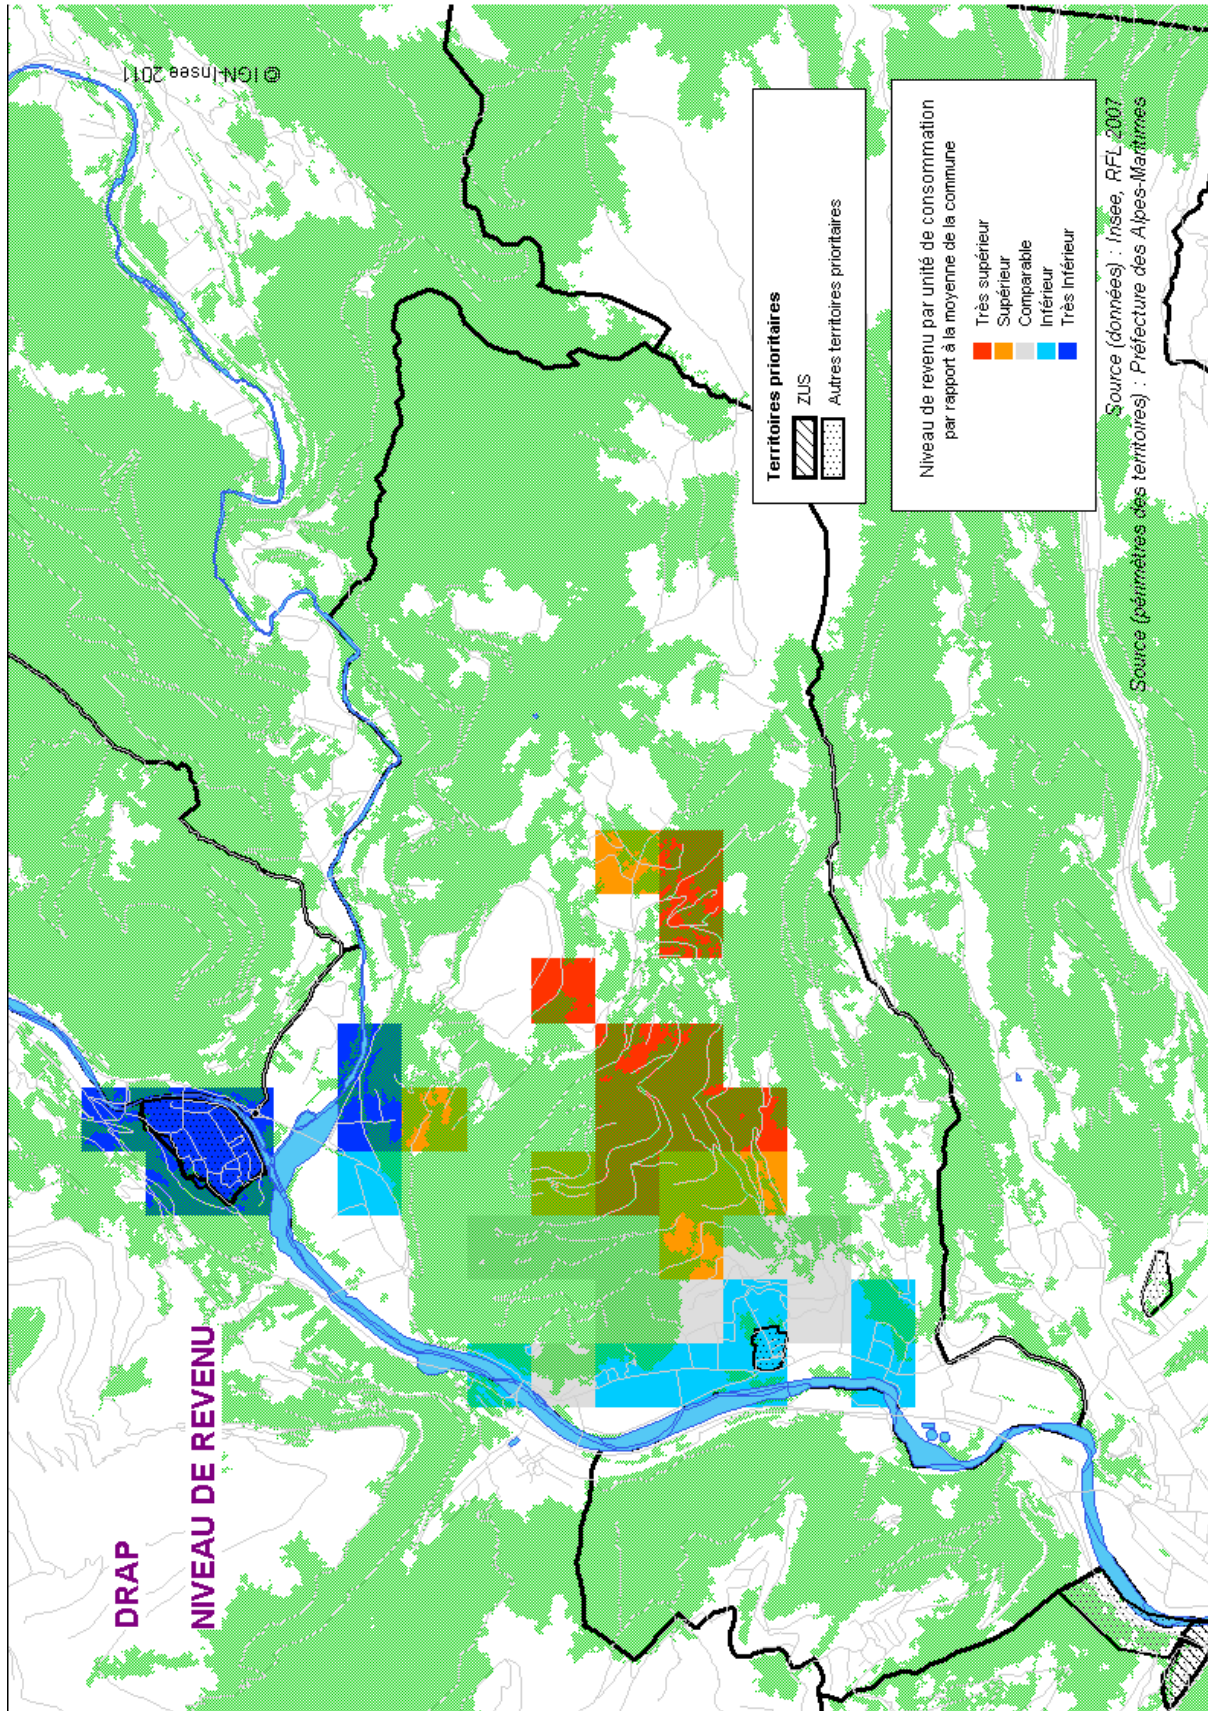 DRAP
NIVEAU DE REVENU
© IGN-Insee 2011
Territoires prioritaires
ZUS
Autres territoires prioritaires
Niveau de revenu par unité de consommation
par rapport à la moyenne de la commune
Très supérieur
Supérieur
Comparable
Inférieur
Très Inférieur
Source (données) : Insee, RFL 2007
Source (périmètres des territoires) : Préfecture des Alpes-Maritimes